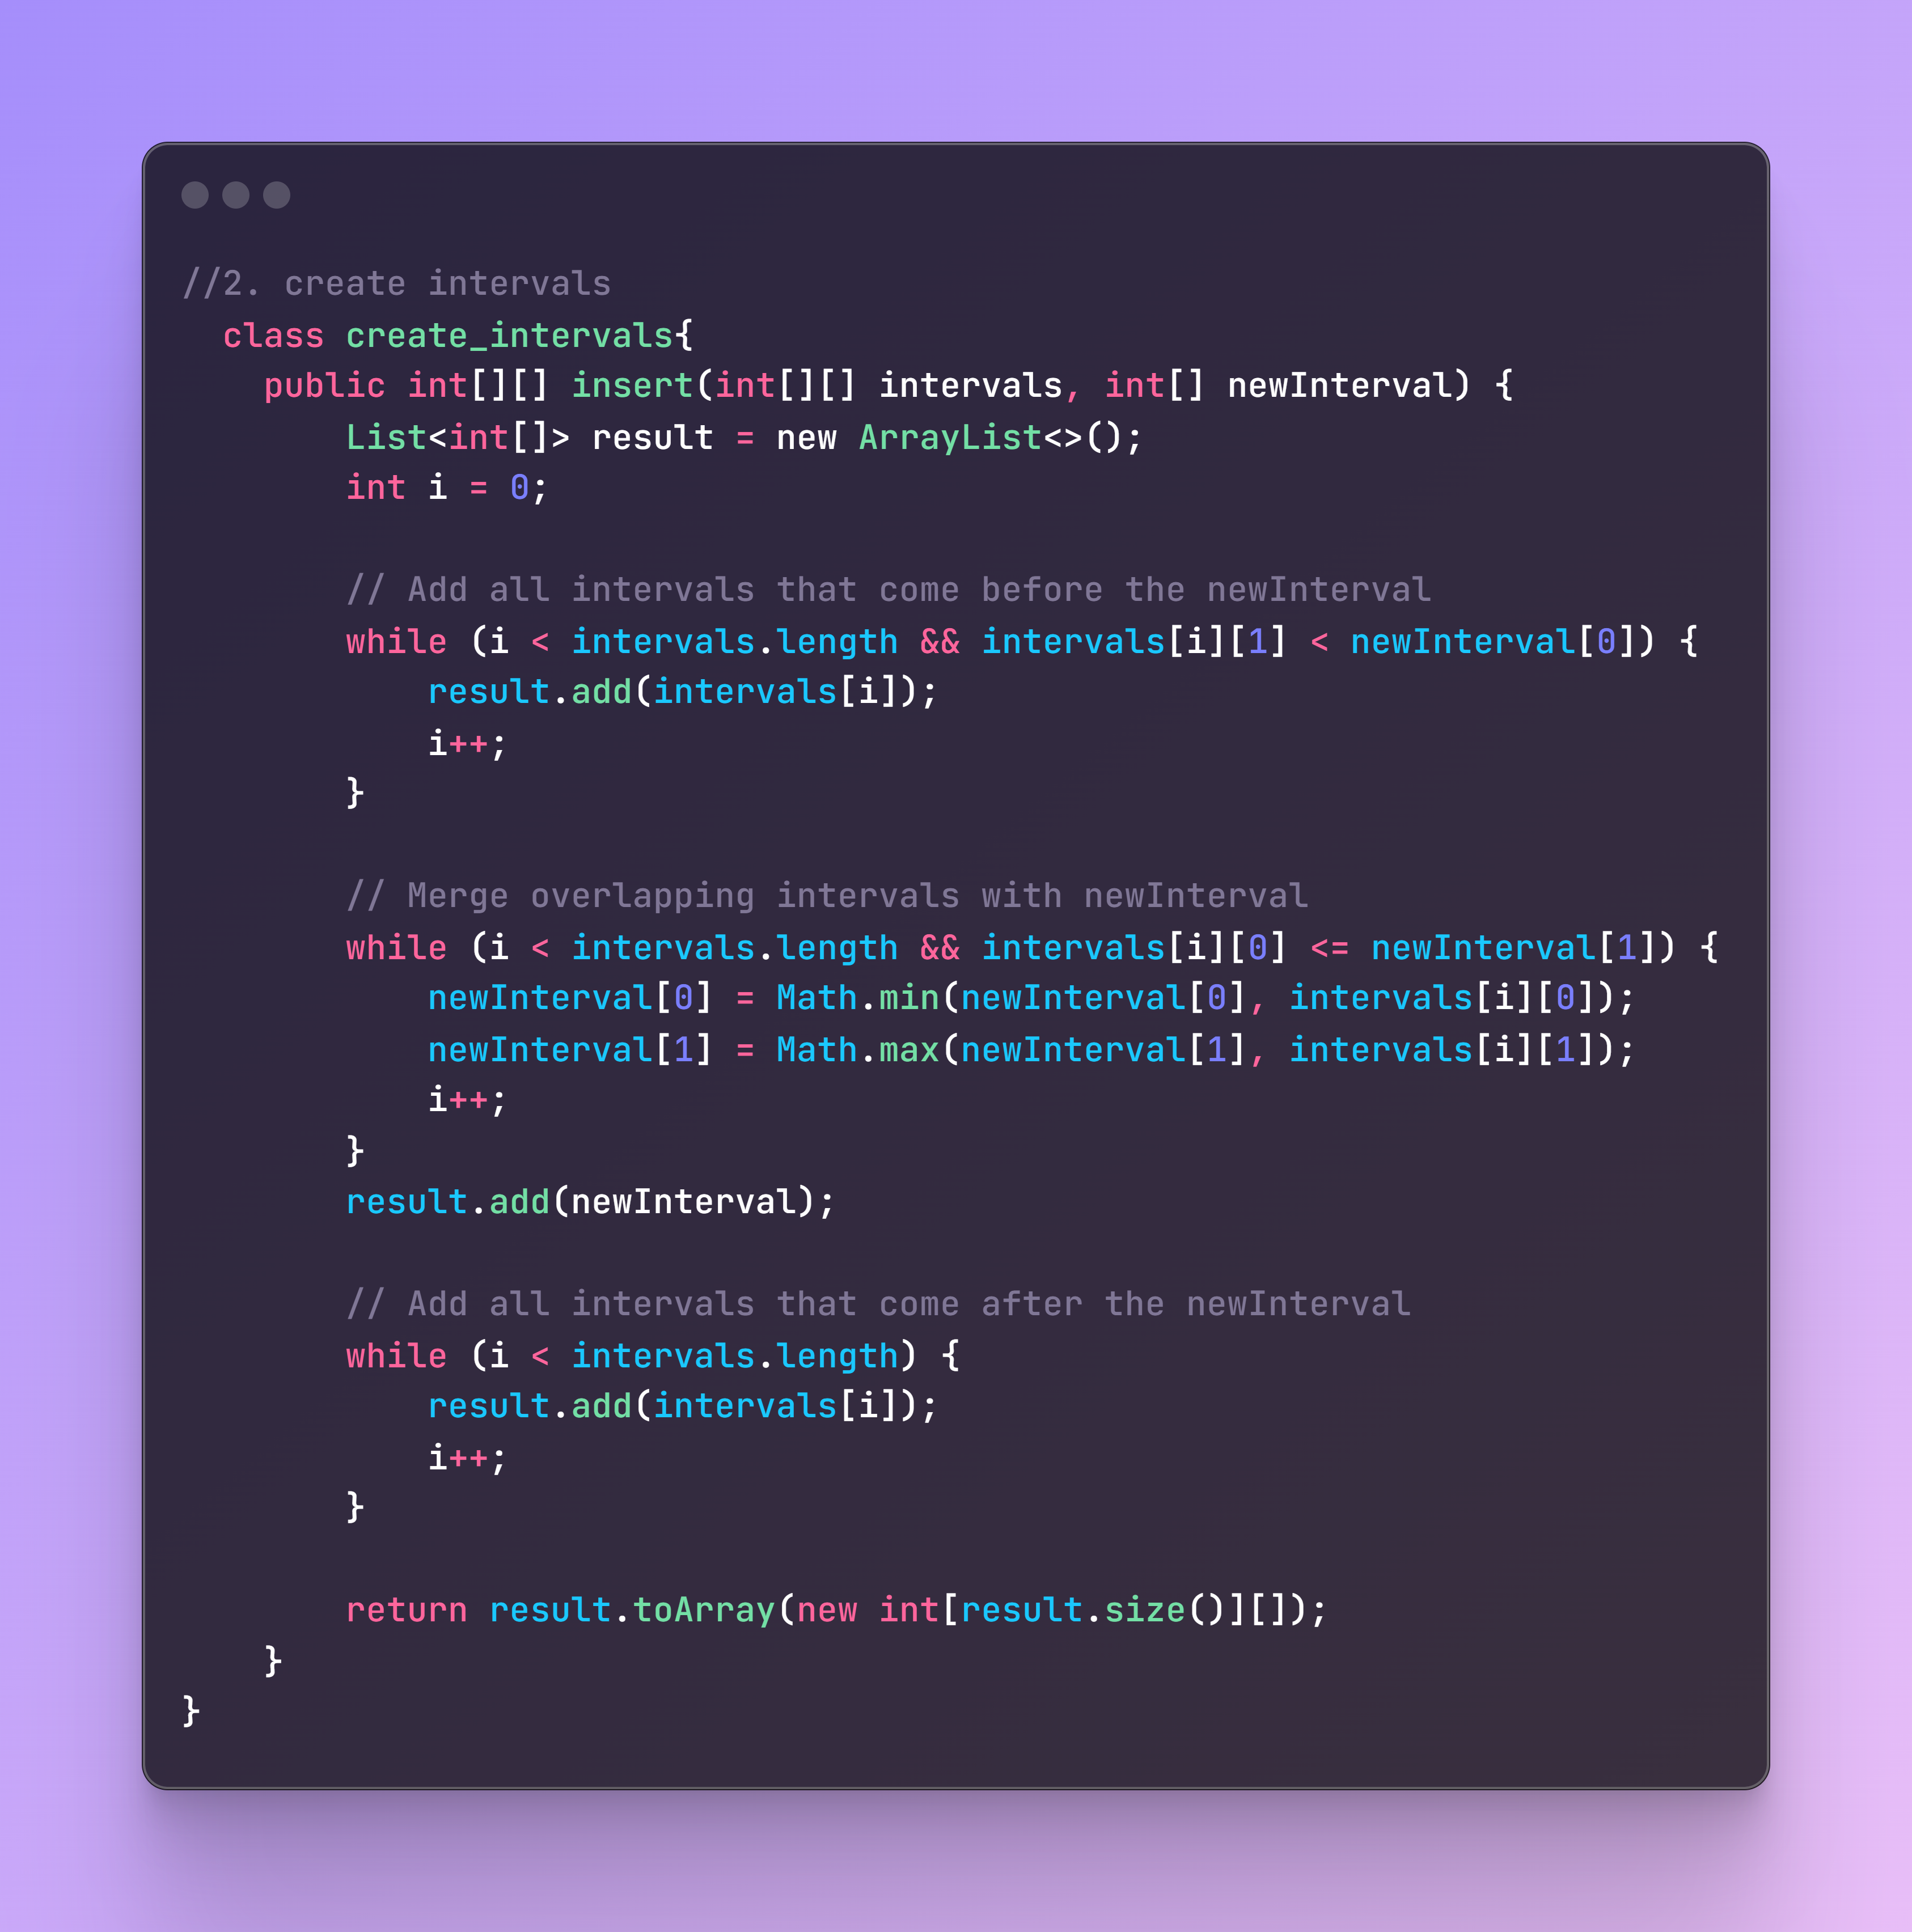 //2. create intervals
  class create_intervals{
    public int[][] insert(int[][] intervals, int[] newInterval) {
        List<int[]> result = new ArrayList<>();
        int i = 0;

        // Add all intervals that come before the newInterval
        while (i < intervals.length && intervals[i][1] < newInterval[0]) {
            result.add(intervals[i]);
            i++;
        }

        // Merge overlapping intervals with newInterval
        while (i < intervals.length && intervals[i][0] <= newInterval[1]) {
            newInterval[0] = Math.min(newInterval[0], intervals[i][0]);
            newInterval[1] = Math.max(newInterval[1], intervals[i][1]);
            i++;
        }
        result.add(newInterval);

        // Add all intervals that come after the newInterval
        while (i < intervals.length) {
            result.add(intervals[i]);
            i++;
        }

        return result.toArray(new int[result.size()][]);
    }
}